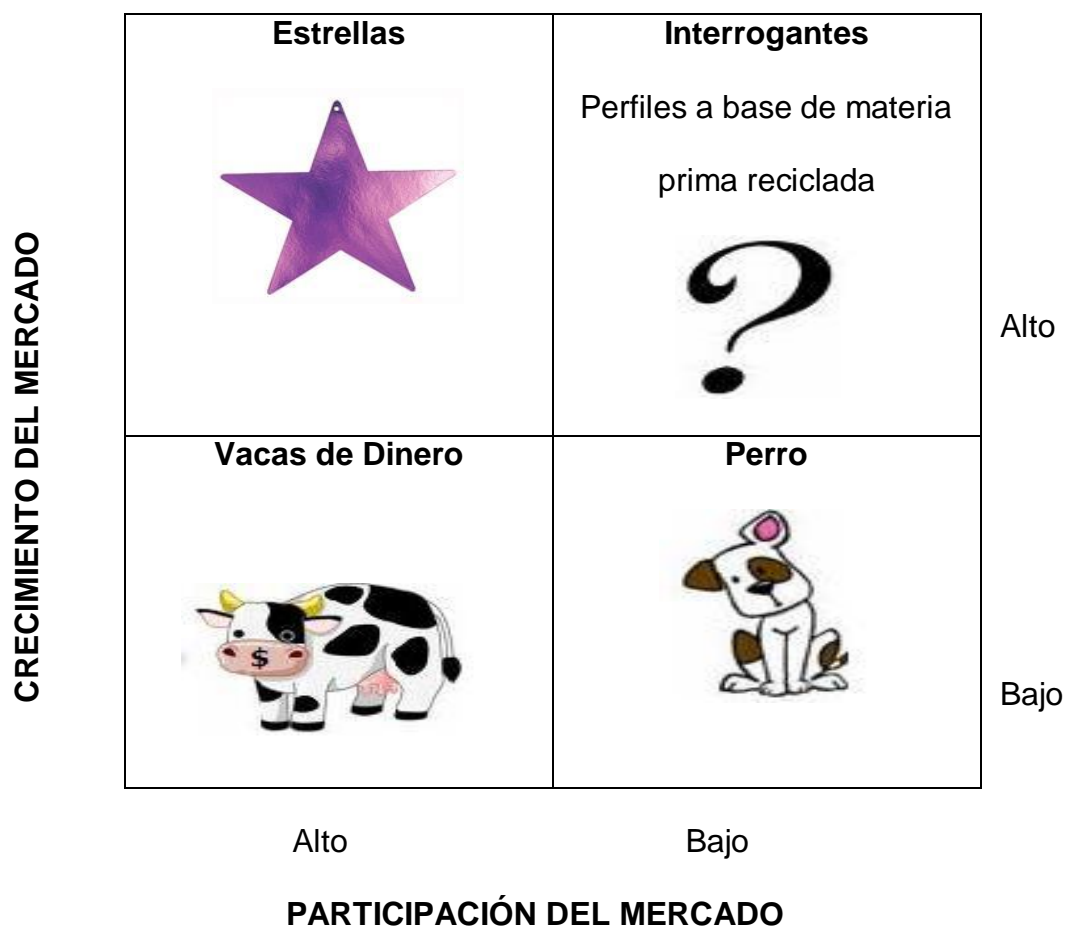 Estrellas
Interrogantes
Perfiles a base de materia
prima reciclada
?
Alto
CRECIMIENTO DEL MERCADO
Vacas de Dinero
Perro
$
Bajo
Alto
Bajo
PARTICIPACIÓN DEL MERCADO